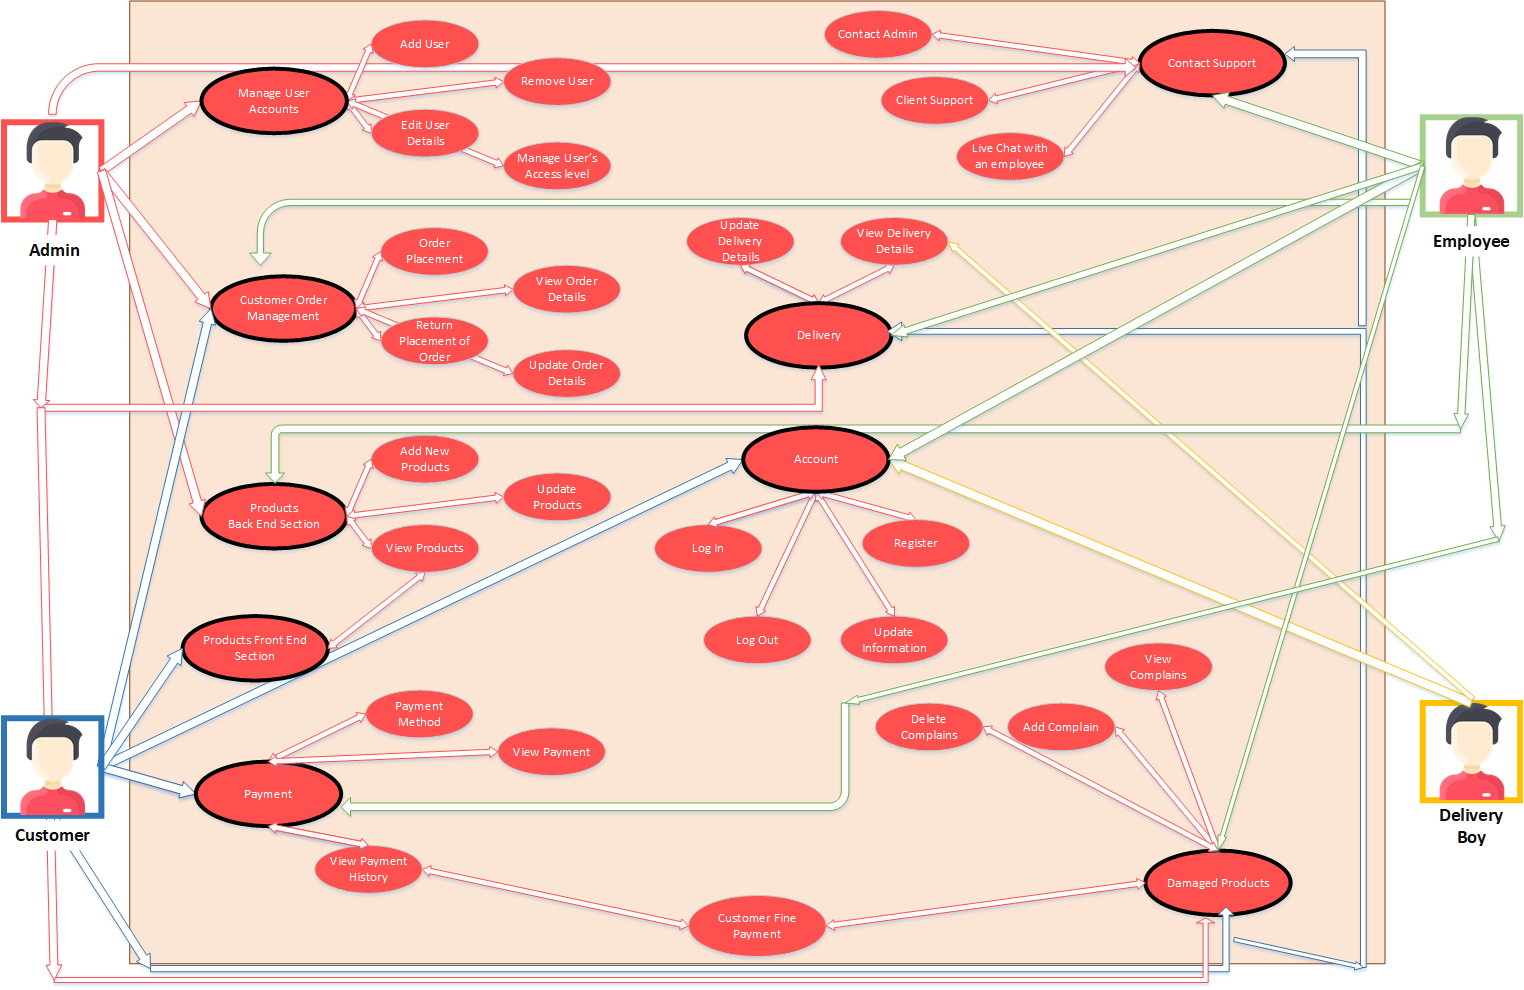 Add User
Contact Admin
Contact Support
Manage User
Accounts
Remove User
Client Support
Edit User
Details
Live Chat with
an employee
Manage User's
Access level
Admin
Employee
Order
Placement
Update
Delivery
Details
View Delivery
Details
View Order
Details
Customer Order
Management
Return
Placement of
Order
Delivery
Update Order
Details
Add New
Products
Account
Update
Products
Products
Back End Section
View Products
Log In
Register
Products Front End
Section
Log Out
Update
Information
View
Complains
Payment
Method
Delete
Complains
Add Complain
View Payment
Payment
Customer
Delivery
Boy
View Payment
History
Damaged Products
Customer Fine
Payment